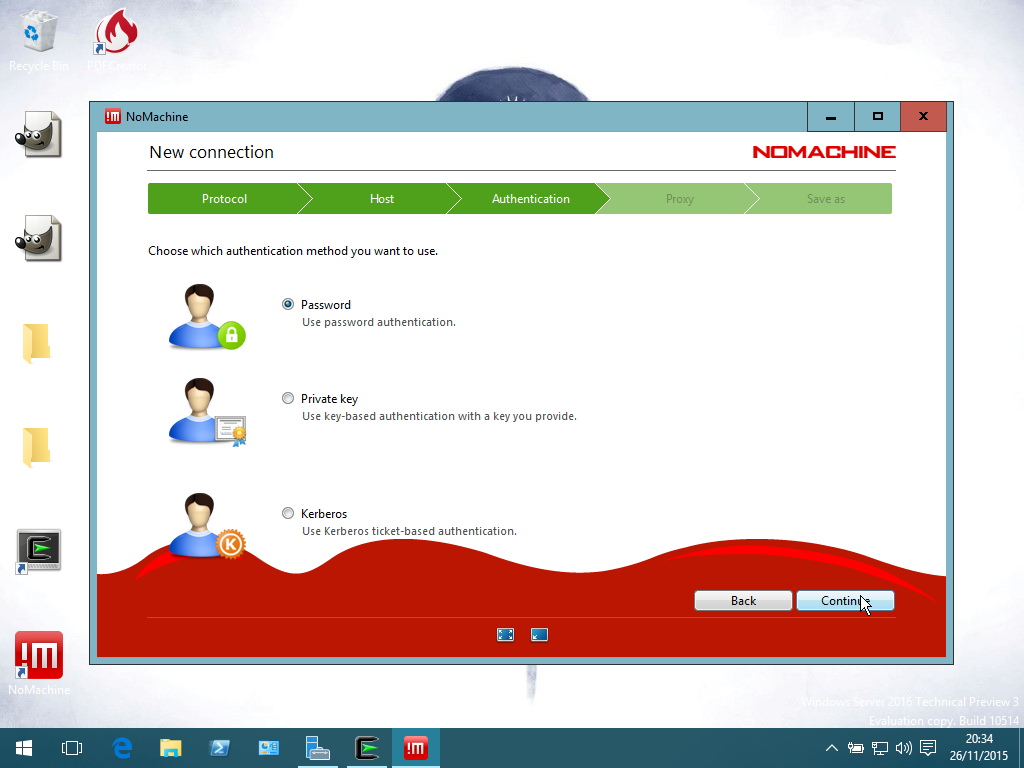 Recycle Bin
PDFCreator
!M NoMachine
New connection
NOMACHINE
Protocol
Host
Authentication
Proxy
Save as
Choose which authentication method you want to use.
Password
Use password authentication.
Private key
Use key-based authentication with a key you provide.
Kerberos
Use Kerberos ticket-based authentication.
K
Back
Continue
!M
NoMachine
Windows Server 2016 Technical Preview 3
Evaluation copy. Build 10514
!M
20:34
26/11/2015